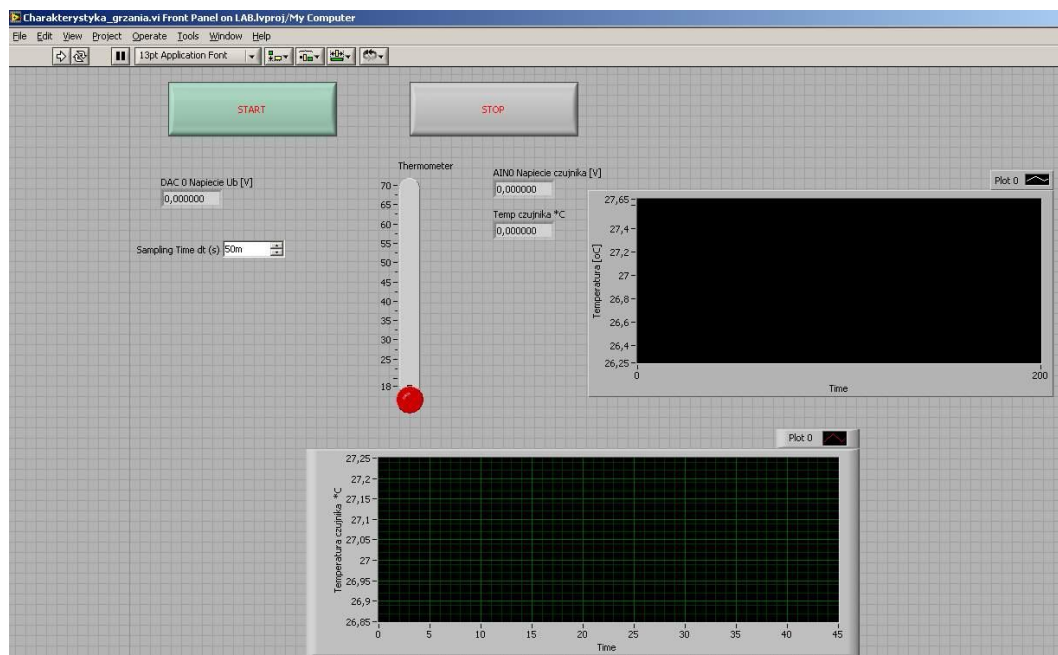 Charakterystyka_grzania.vi Front Panel on LAB.lvproj/My Computer
File Edit View Project Operate Tools Window Help
13pt Application Font
START
STOP
DAC 0 Napiecie Ub [V]
0,000000
Sampling Time dt (s) 50m
Thermometer
70
65
60
55
50
45
40
35
30
25
18
AIN0 Napiecie czujnika [V]
0,000000
Temp czujnika *C
0,000000
Plot 0
Temperatura [oC]
27,65
27,4
27,2
27
26,8
26,6
26,4
26,25
0 200
Time
Plot 0
Temperatura czujnika *C
27,25
27,2
27,15
27,1
27,05
27
26,95
26,9
26,85
0 5 10 15 20 25 30 35 40 45
Time